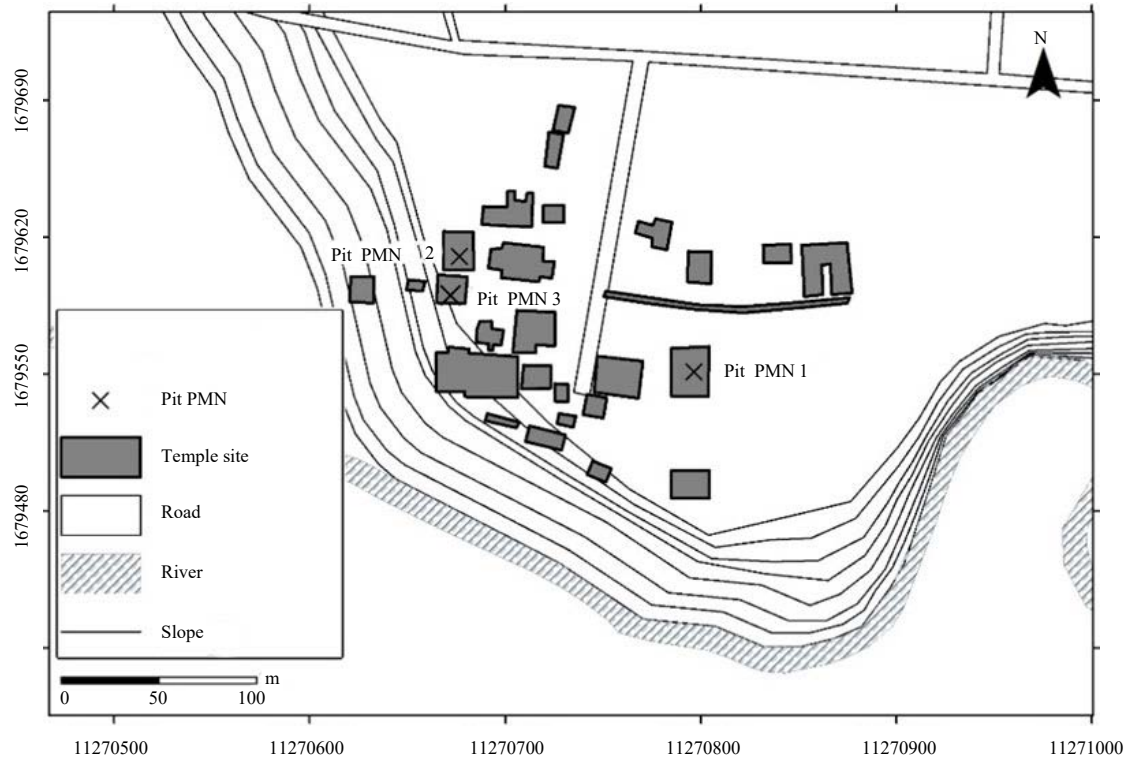 N
1679690
1679620
1679550
1679480
Pit PMN 2
Pit PMN 3
Pit PMN 1
Pit PMN
Temple site
Road
River
Slope
m
0 50 100
11270500 11270600 11270700 11270800 11270900 11271000